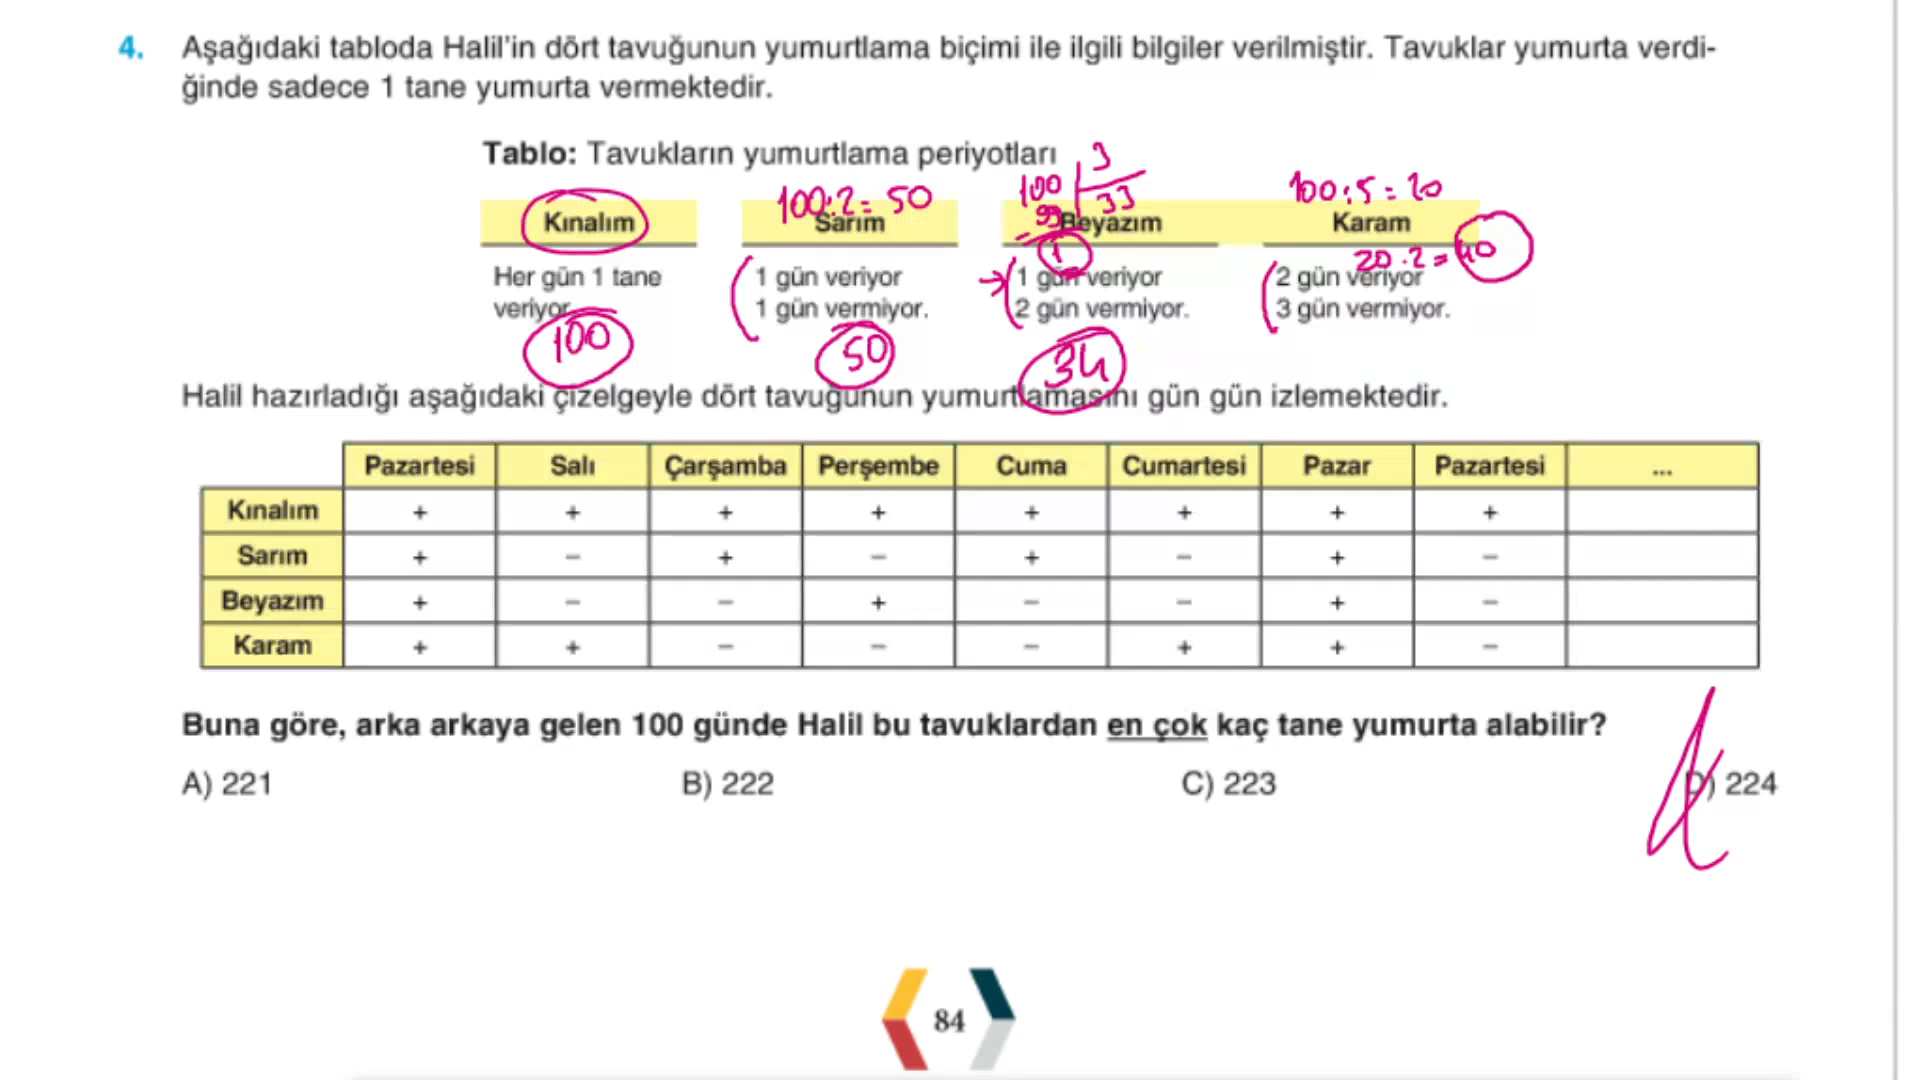 4. Aşağıdaki tabloda Halil'in dört tavuğunun yumurtlama biçimi ile ilgili bilgiler verilmiştir. Tavuklar yumurta verdi-
ğinde sadece 1 tane yumurta vermektedir.
Tablo: Tavukların yumurtlama periyotları
100:2=50
100 3
99 33
1
100:5=20
Kınalım Sarım Beyazım Karam
20.2=40
Her gün 1 tane
veriyor
1 gün veriyor
1 gün vermiyor.
1 gün veriyor
2 gün vermiyor.
2 gün veriyor
3 gün vermiyor.
100 50 34
Halil hazırladığı aşağıdaki çizelgeyle dört tavuğunun yumurtlamasını gün gün izlemektedir.
Pazartesi Salı Çarşamba Perşembe Cuma Cumartesi Pazar Pazartesi ...
Kınalım + + + + + + + +
Sarım + – + – + – + –
Beyazım + – – + – – + –
Karam + + – – – + + –
Buna göre, arka arkaya gelen 100 günde Halil bu tavuklardan en çok kaç tane yumurta alabilir?
A) 221 B) 222 C) 223 D) 224
84